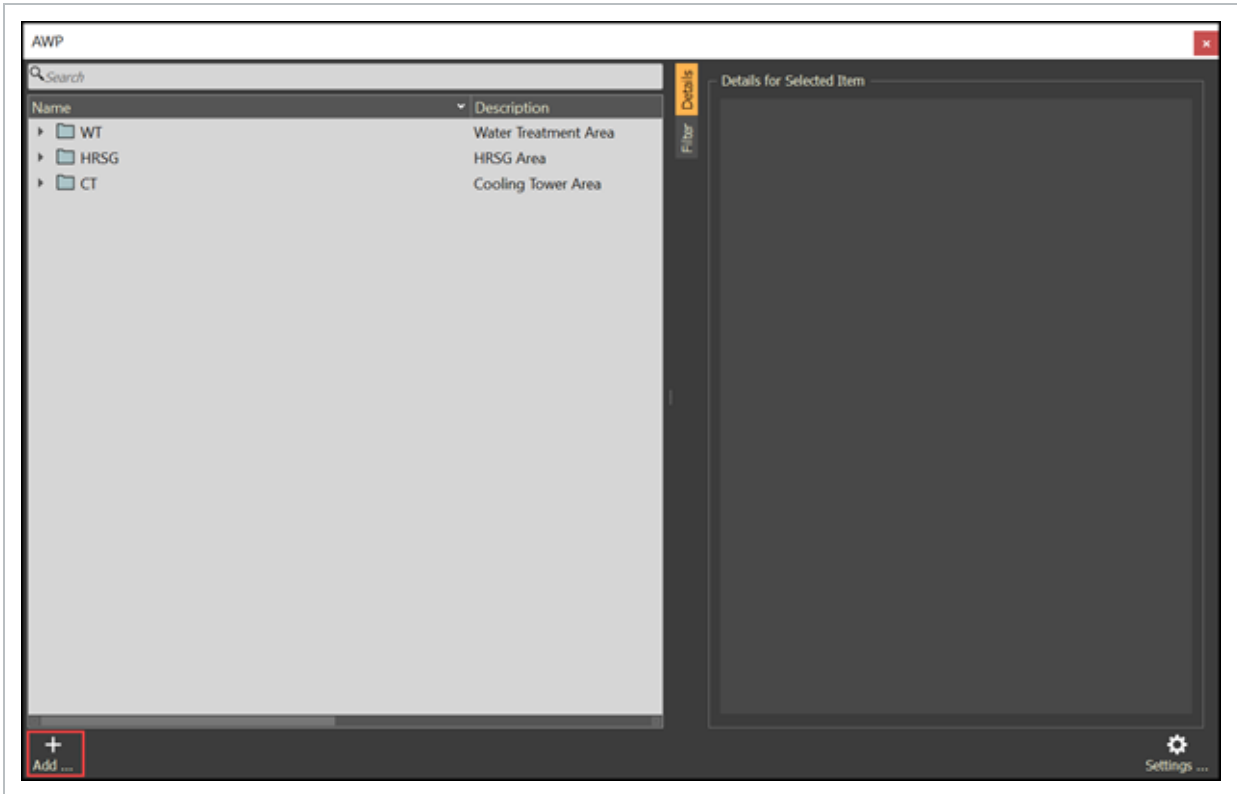 AWP
Search
Name Description
WT Water Treatment Area
HRSG HRSG Area
CT Cooling Tower Area
Details
Filter
Details for Selected Item
Add ...
Settings ...